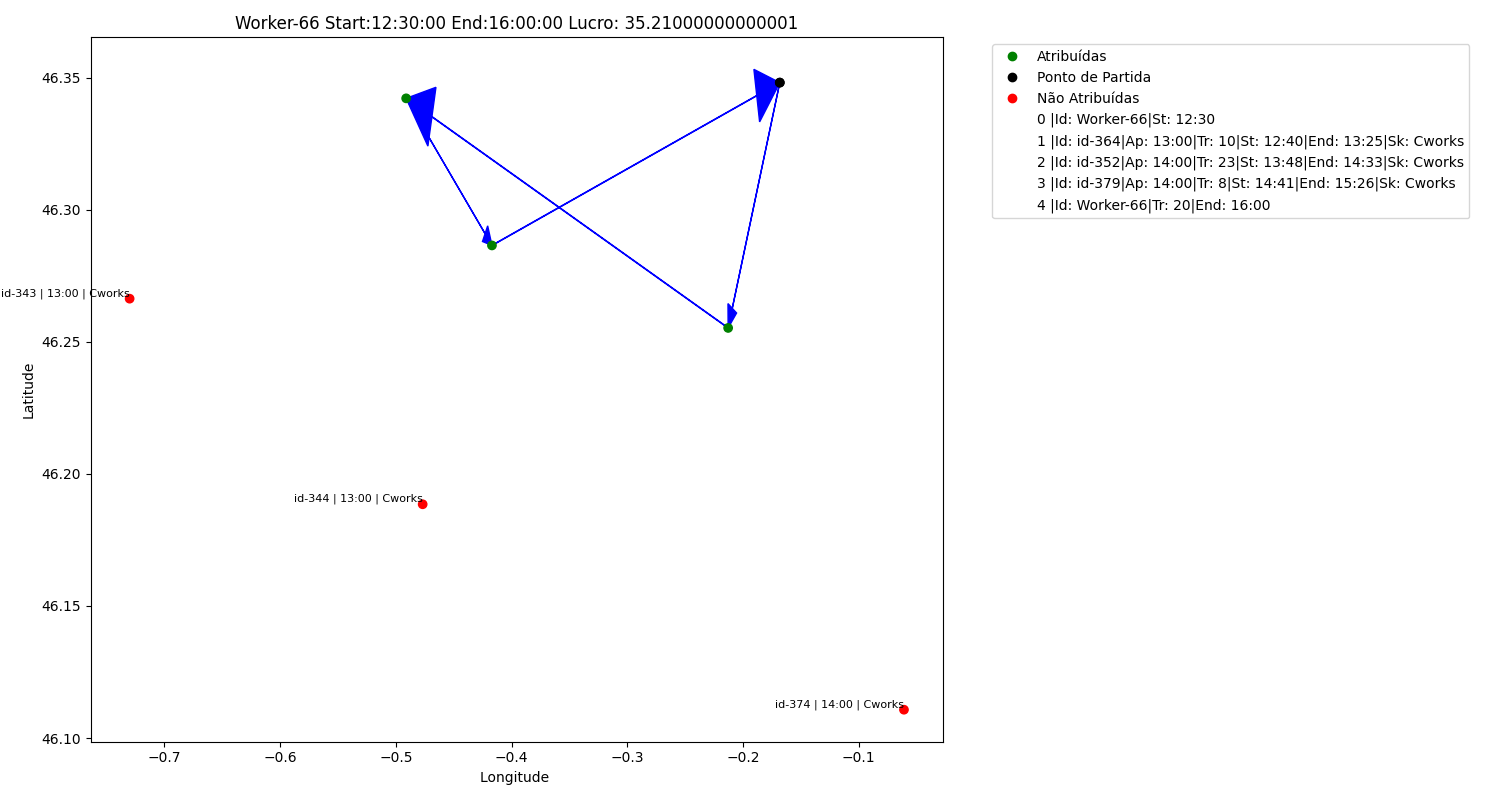 Worker-66 Start:12:30:00 End:16:00:00 Lucro: 35.21000000000001
46.35
46.30
46.25
46.20
46.15
46.10
Latitude
−0.7
−0.6
−0.5
−0.4
−0.3
−0.2
−0.1
Longitude
id-343 | 13:00 | Cworks
id-344 | 13:00 | Cworks
id-374 | 14:00 | Cworks
Atribuídas
Ponto de Partida
Não Atribuídas
0 |Id: Worker-66|St: 12:30
1 |Id: id-364|Ap: 13:00|Tr: 10|St: 12:40|End: 13:25|Sk: Cworks
2 |Id: id-352|Ap: 14:00|Tr: 23|St: 13:48|End: 14:33|Sk: Cworks
3 |Id: id-379|Ap: 14:00|Tr: 8|St: 14:41|End: 15:26|Sk: Cworks
4 |Id: Worker-66|Tr: 20|End: 16:00